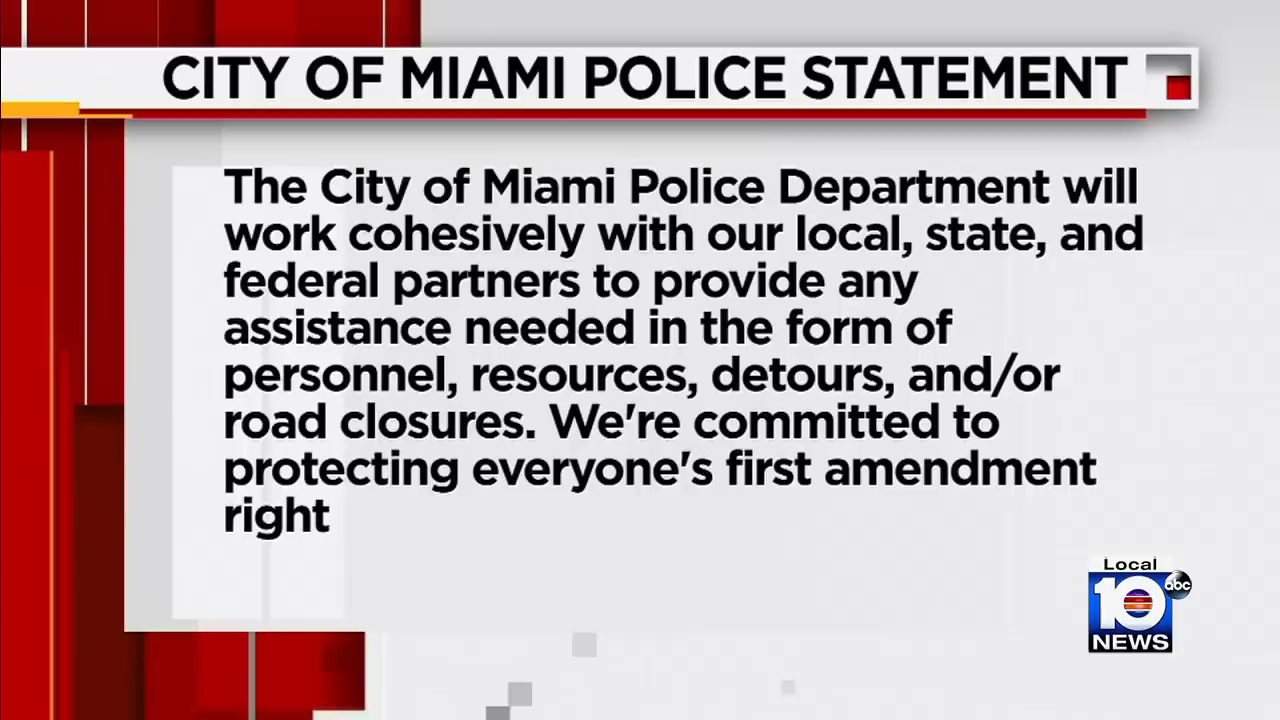 CITY OF MIAMI POLICE STATEMENT
The City of Miami Police Department will
work cohesively with our local, state, and
federal partners to provide any
assistance needed in the form of
personnel, resources, detours, and/or
road closures. We're committed to
protecting everyone's first amendment
right
Local
10 abc
NEWS